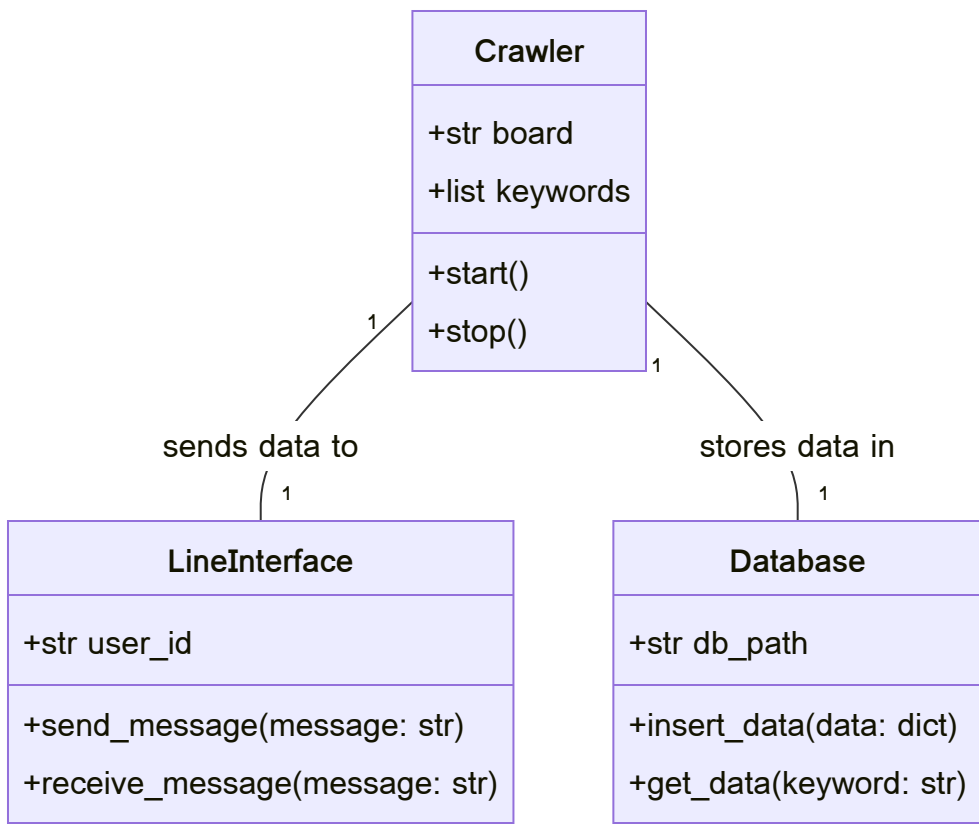 Crawler
+str board
+list keywords
+start()
+stop()
1
1
sends data to
stores data in
1
1
LineInterface
+str user_id
+send_message(message: str)
+receive_message(message: str)
Database
+str db_path
+insert_data(data: dict)
+get_data(keyword: str)